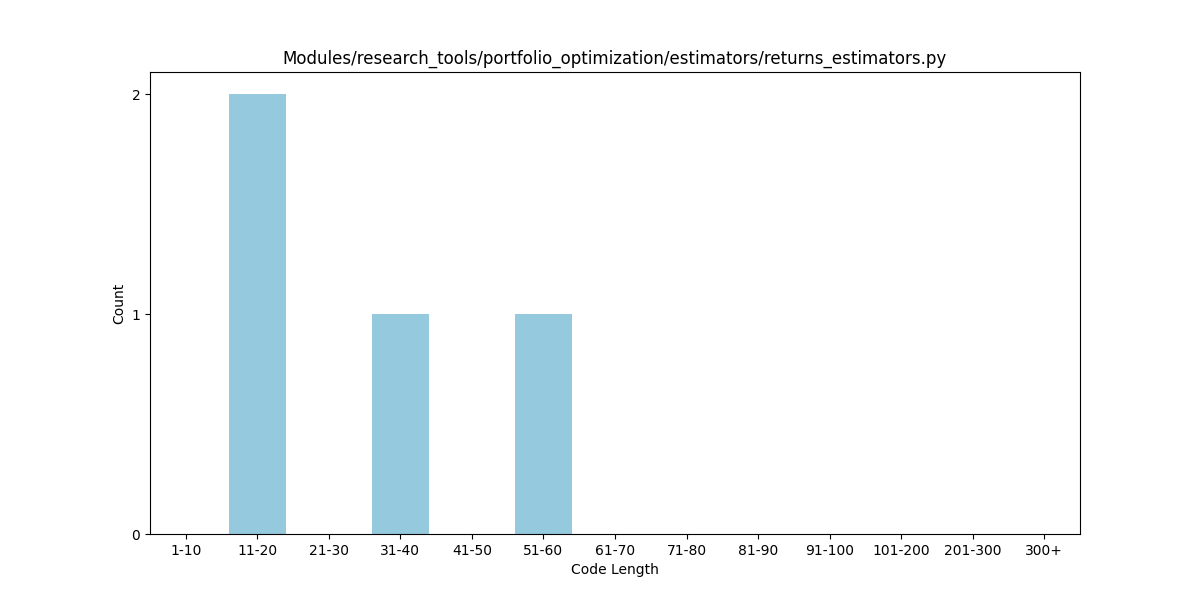 Modules/research_tools/portfolio_optimization/estimators/returns_estimators.py
2
1
0
Count
1-10 11-20 21-30 31-40 41-50 51-60 61-70 71-80 81-90 91-100 101-200 201-300 300+
Code Length